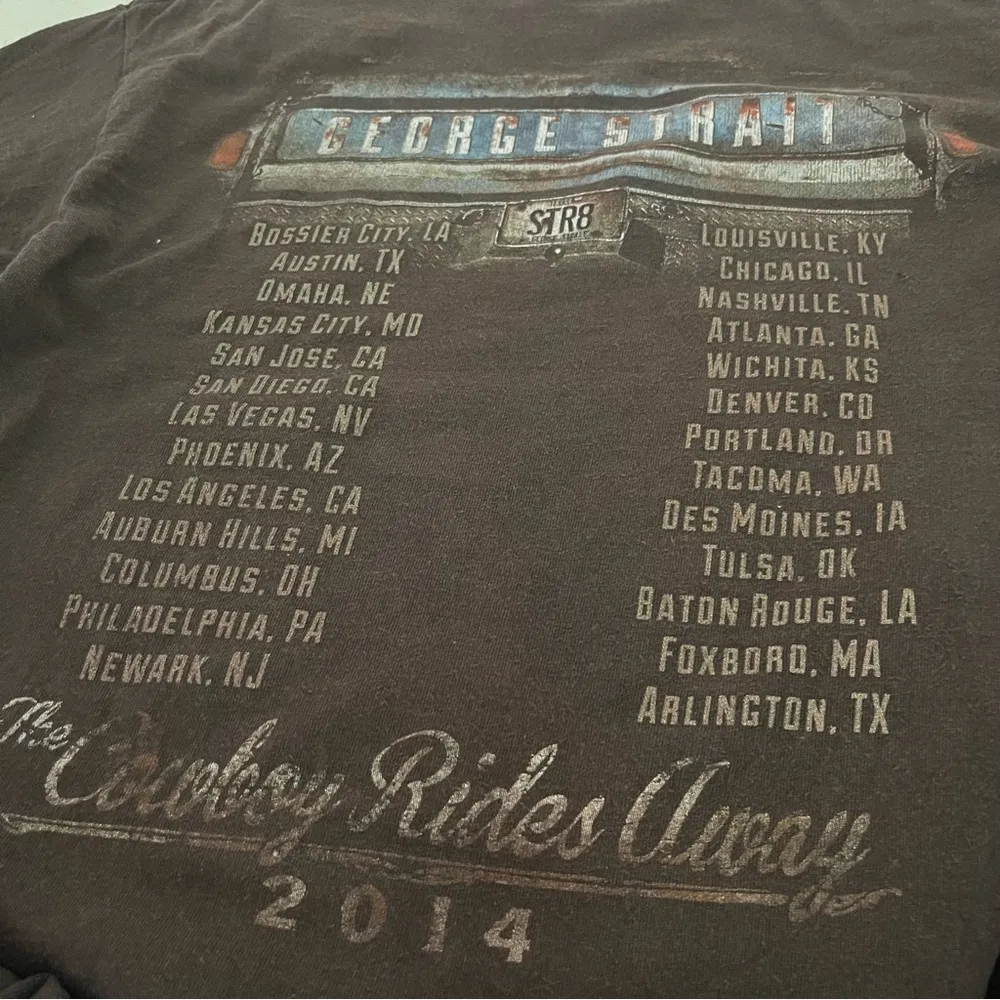 GEORGE STRAIT
STR8
BOSSIER CITY, LA
AUSTIN, TX
OMAHA, NE
KANSAS CITY, MO
SAN JOSE, CA
SAN DIEGO, CA
LAS VEGAS, NV
PHOENIX, AZ
LOS ANGELES, CA
AUBURN HILLS, MI
COLUMBUS, OH
PHILADELPHIA, PA
NEWARK, NJ
LOUISVILLE, KY
CHICAGO, IL
NASHVILLE, TN
ATLANTA, GA
WICHITA, KS
DENVER, CO
PORTLAND, OR
TACOMA, WA
DES MOINES, IA
TULSA, OK
BATON ROUGE, LA
FOXBORO, MA
ARLINGTON, TX
The Cowboy Rides Away
2014